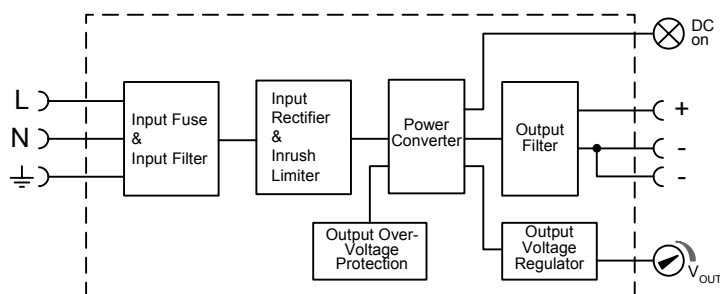 DC
on
L
N
Input Fuse
&
Input Filter
Input
Rectifier
&
Inrush
Limiter
Power
Converter
Output
Filter
+
-
-
Output Over-
Voltage
Protection
Output
Voltage
Regulator
VOUT